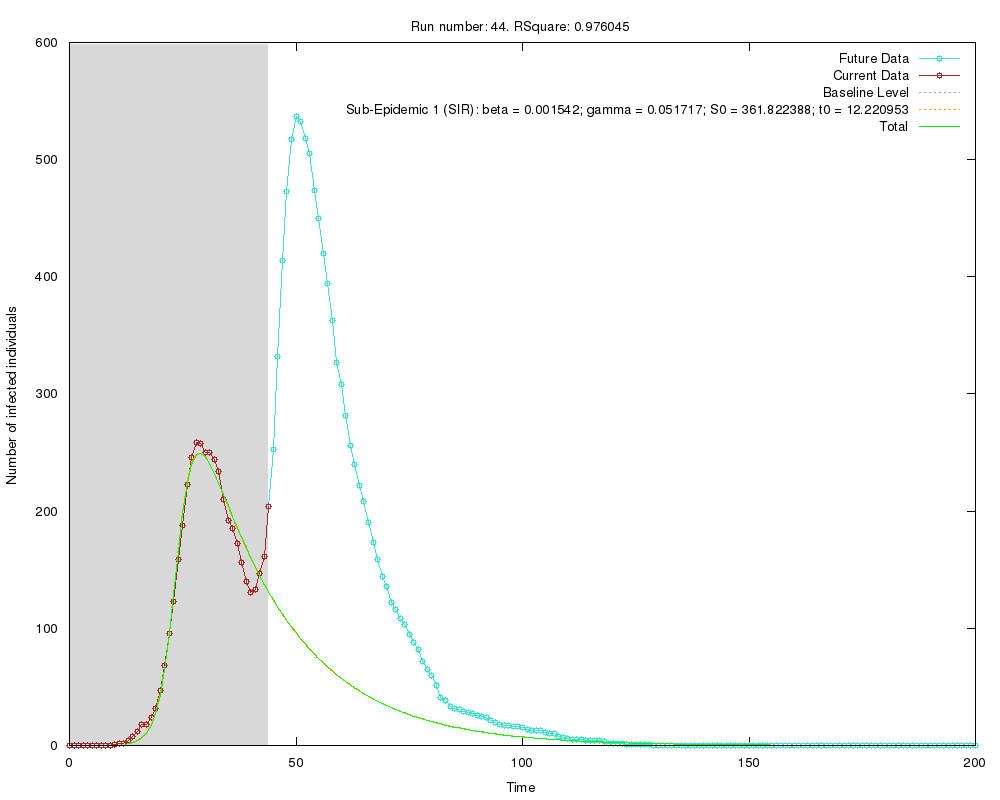 Run number: 44. RSquare: 0.976045
Future Data
Current Data
Baseline Level
Sub-Epidemic 1 (SIR): beta = 0.001542; gamma = 0.051717; S0 = 361.822388; t0 = 12.220953
Total
Number of infected individuals
600
500
400
300
200
100
0
0 50 100 150 200
Time